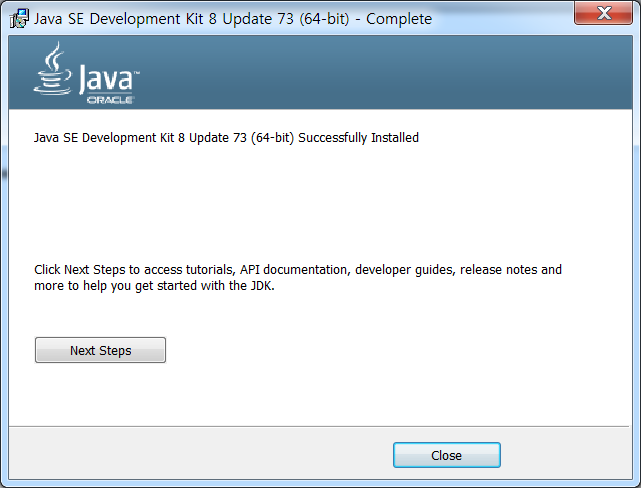 Java SE Development Kit 8 Update 73 (64-bit) - Complete
Java™
ORACLE
Java SE Development Kit 8 Update 73 (64-bit) Successfully Installed
Click Next Steps to access tutorials, API documentation, developer guides, release notes and
more to help you get started with the JDK.
Next Steps
Close